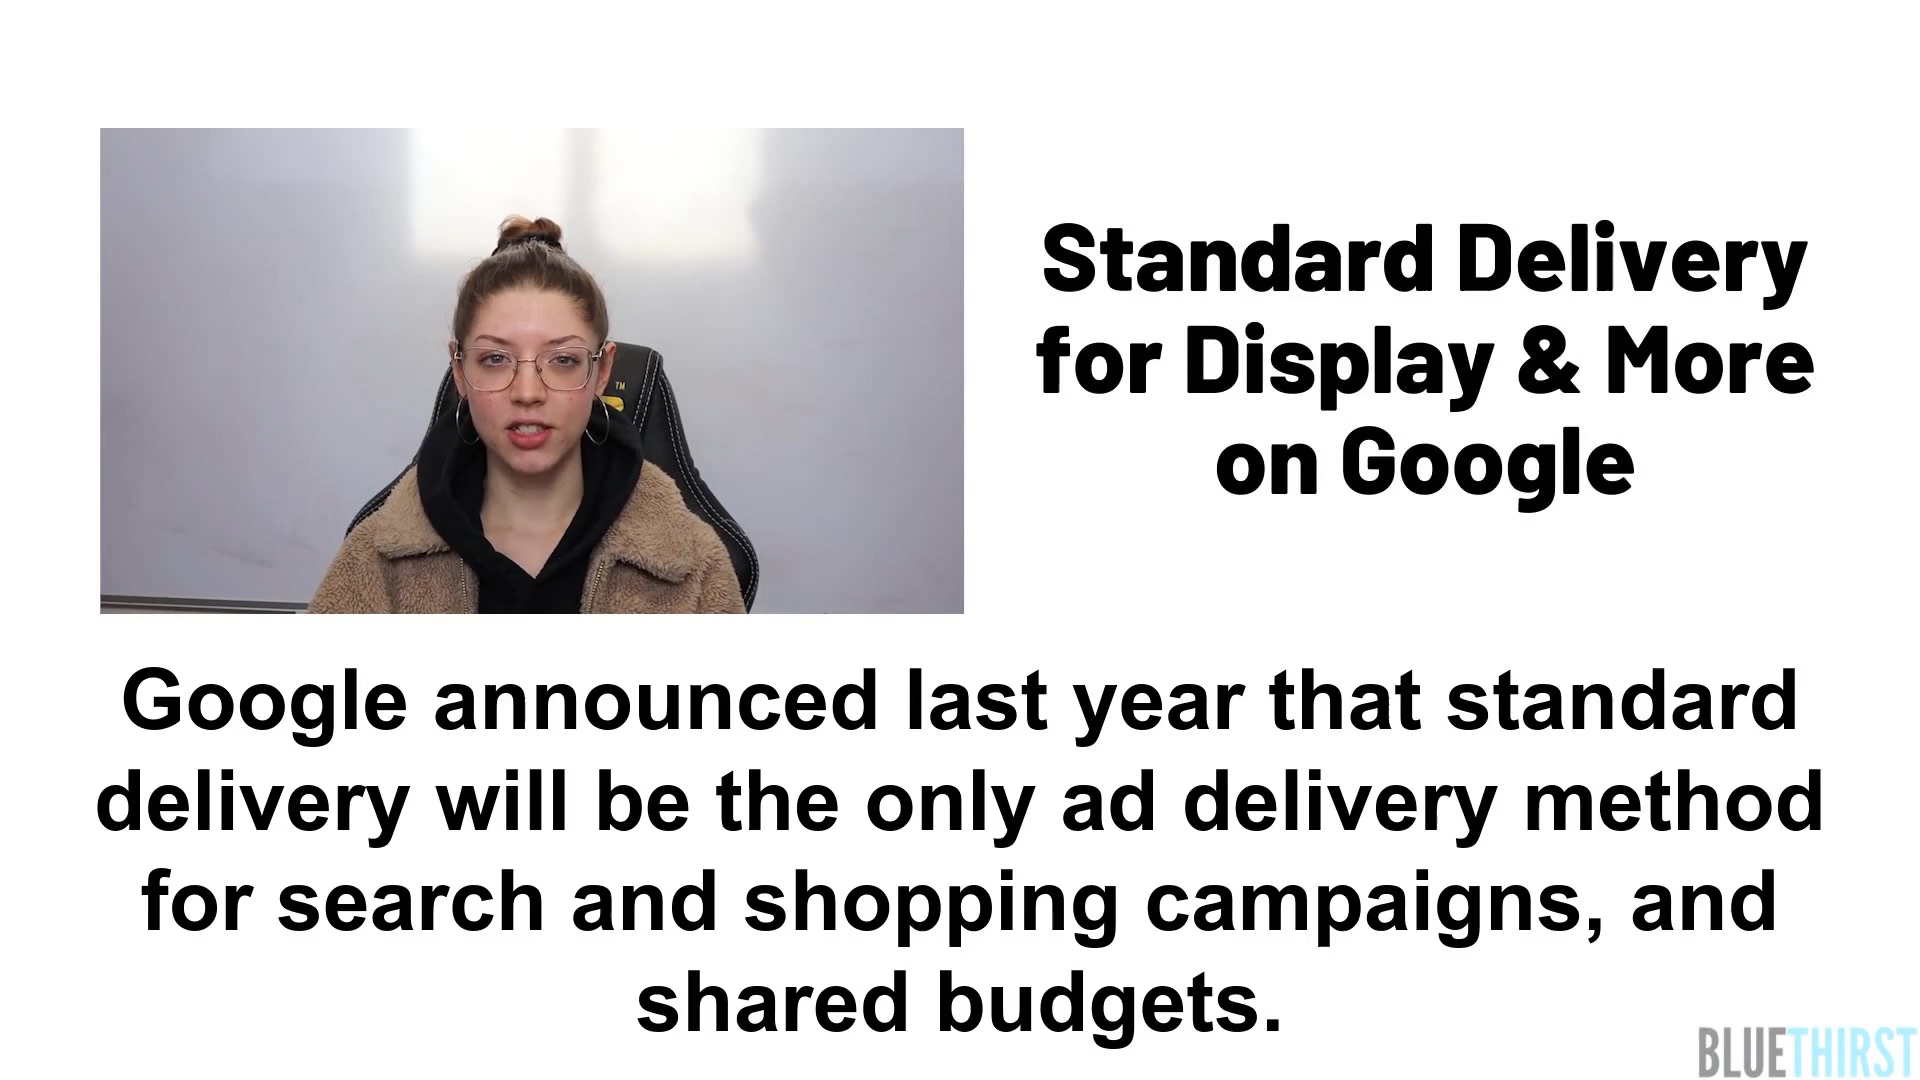 Standard Delivery
for Display & More
on Google
TM
Google announced last year that standard
delivery will be the only ad delivery method
for search and shopping campaigns, and
shared budgets.
BLUETHIRST